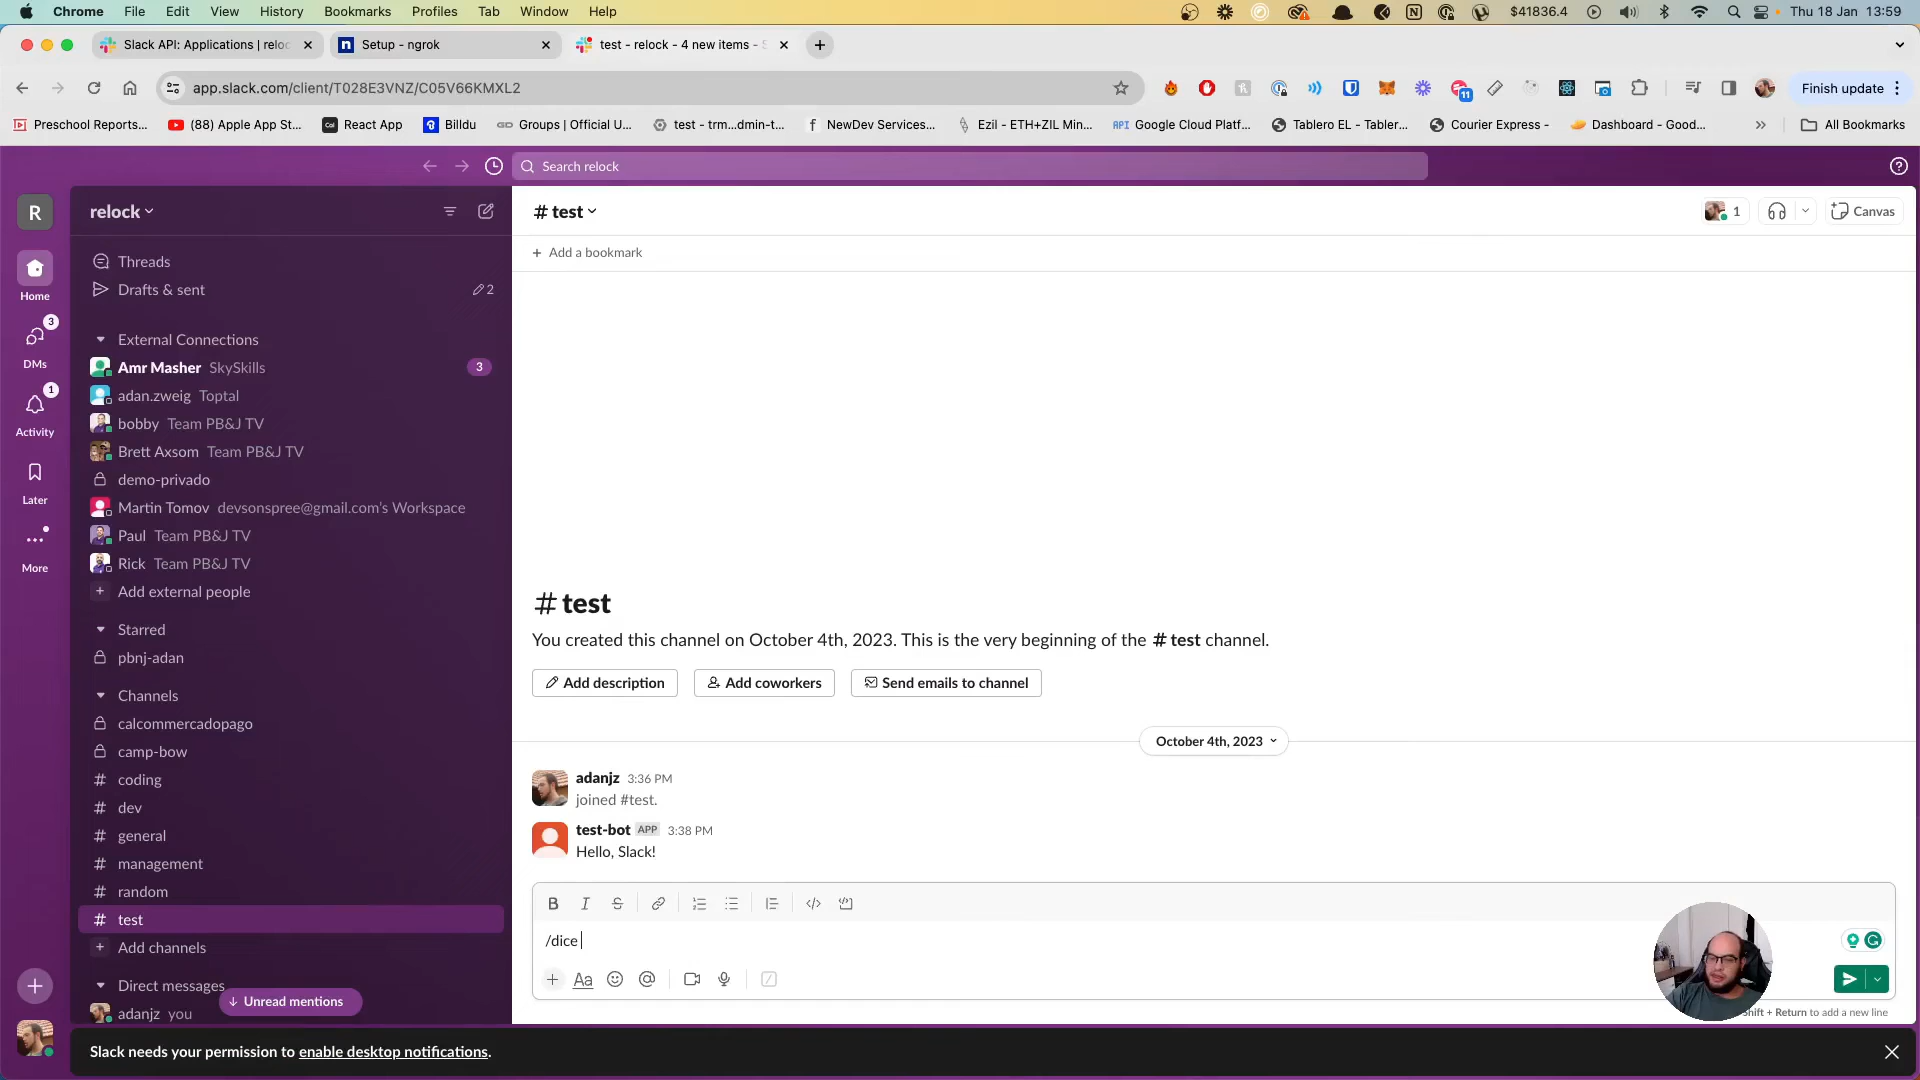 Chrome File Edit View History Bookmarks Profiles Tab Window Help $41836.4 Thu 18 Jan 13:59
Slack API: Applications | reloc
Setup - ngrok
test - relock - 4 new items - S
app.slack.com/client/T028E3VNZ/C05V66KMXL2
11
Finish update
Preschool Reports...
(88) Apple App St...
Cal
React App
Billdu
Groups | Official U...
test - trm...dmin-t...
NewDev Services...
Ezil - ETH+ZIL Min...
API
Google Cloud Platf...
Tablero EL - Tabler...
Courier Express -
Dashboard - Good...
»
All Bookmarks
Search relock
R
Home
3
DMs
1
Activity
Later
More
relock
Threads
Drafts & sent
2
External Connections
Amr Masher SkySkills
3
adan.zweig Toptal
bobby Team PB&J TV
Brett Axsom Team PB&J TV
demo-privado
Martin Tomov devsonspree@gmail.com's Workspace
Paul Team PB&J TV
Rick Team PB&J TV
+ Add external people
Starred
pbnj-adan
Channels
calcommercadopago
camp-bow
# coding
# dev
# general
# management
# random
# test
+ Add channels
Direct messages
Unread mentions
adanjz you
# test
1
Canvas
+ Add a bookmark
# test
You created this channel on October 4th, 2023. This is the very beginning of the # test channel.
Add description
Add coworkers
Send emails to channel
October 4th, 2023
adanjz 3:36 PM
joined #test.
test-bot APP 3:38 PM
Hello, Slack!
B I S
/dice
+ Aa @
Shift + Return to add a new line
Slack needs your permission to enable desktop notifications.